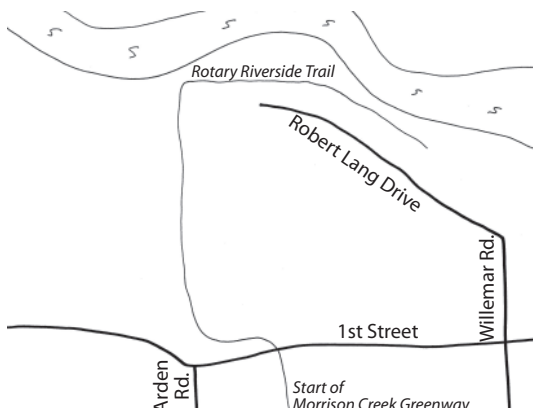 Rotary Riverside Trail
Robert Lang Drive
Willemar Rd.
1st Street
Arden
Rd.
Start of
Morrison Creek Greenway